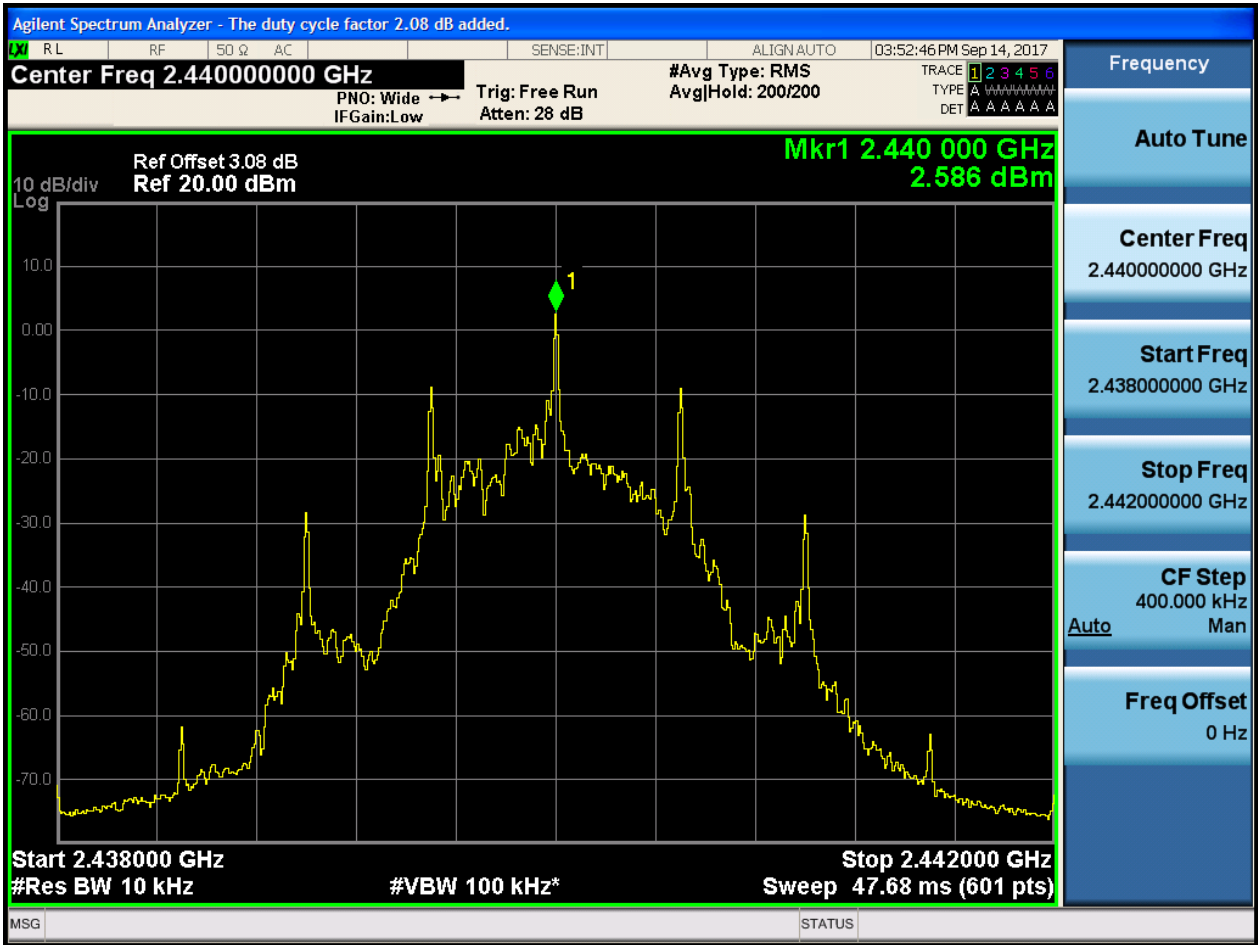 Agilent Spectrum Analyzer - The duty cycle factor 2.08 dB added.
LXI RL RF 50 Ω AC SENSE:INT ALIGN AUTO 03:52:46 PM Sep 14, 2017
Center Freq 2.440000000 GHz
PNO: Wide
IFGain:Low
Trig: Free Run
Atten: 28 dB
#Avg Type: RMS
Avg|Hold: 200/200
TRACE 1 2 3 4 5 6
TYPE A WWWWWWW
DET A A A A A A
Mkr1 2.440 000 GHz
2.586 dBm
Ref Offset 3.08 dB
10 dB/div Ref 20.00 dBm
Log
1
10.0
0.00
-10.0
-20.0
-30.0
-40.0
-50.0
-60.0
-70.0
Start 2.438000 GHz Stop 2.442000 GHz
#Res BW 10 kHz #VBW 100 kHz* Sweep 47.68 ms (601 pts)
MSG STATUS
Frequency
Auto Tune
Center Freq
2.440000000 GHz
Start Freq
2.438000000 GHz
Stop Freq
2.442000000 GHz
CF Step
400.000 kHz
Auto Man
Freq Offset
0 Hz